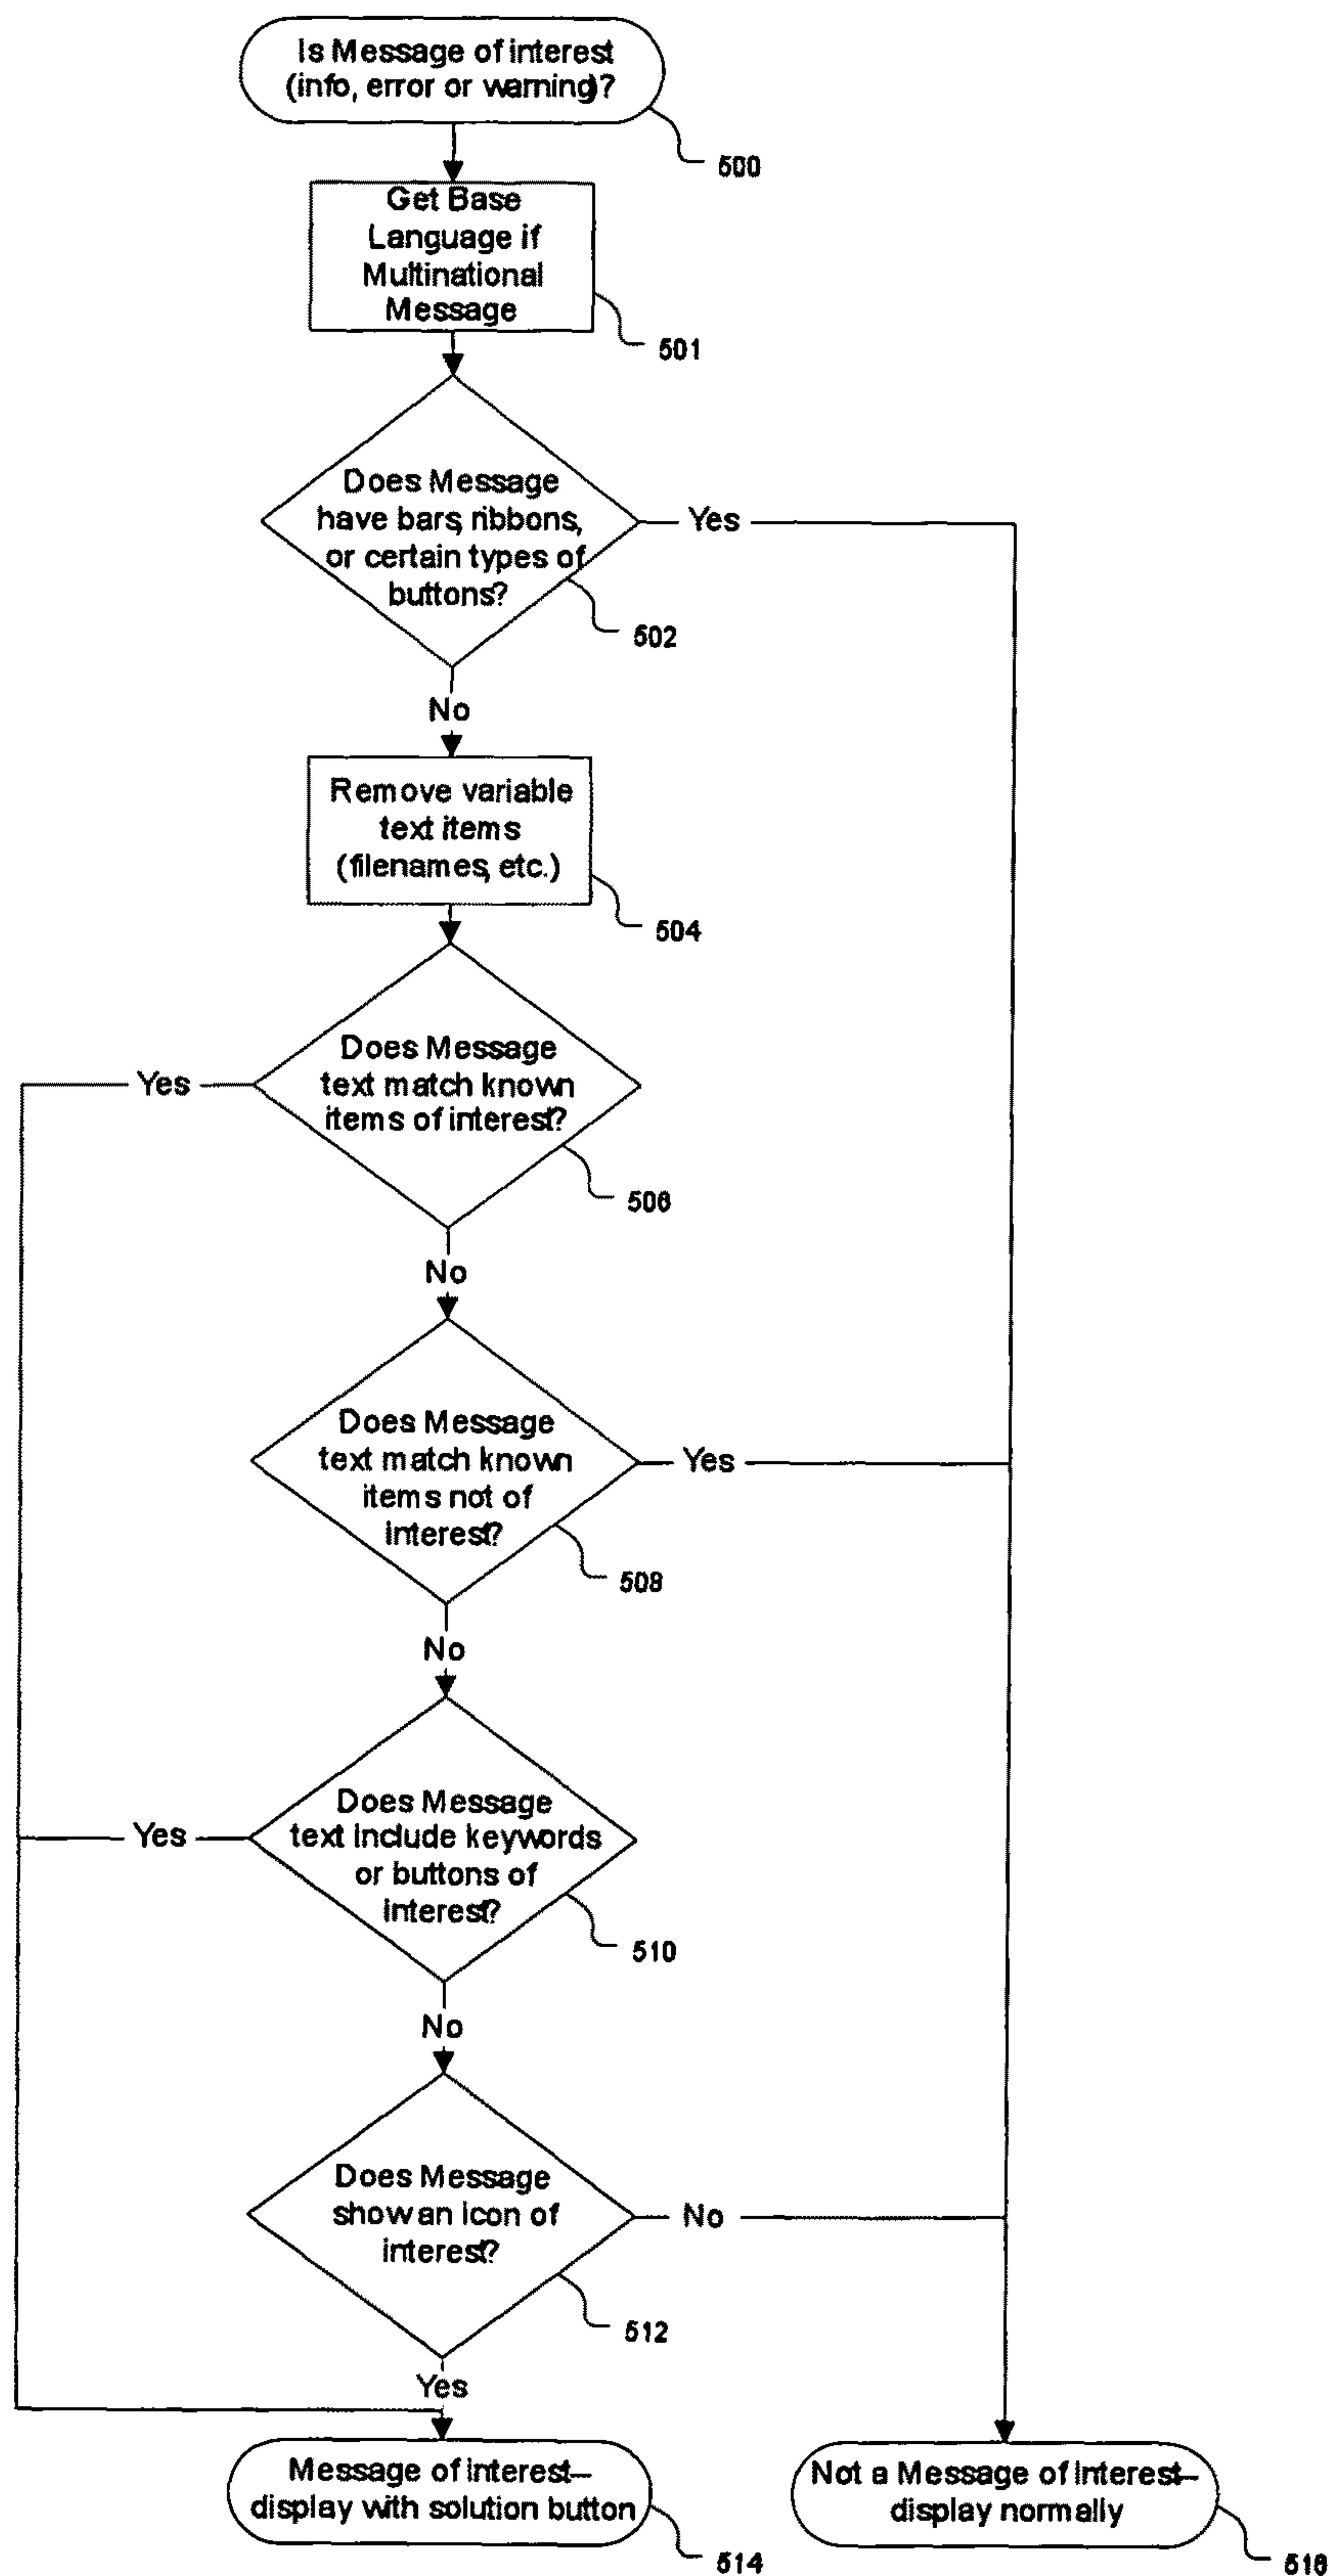 Is Message of interest
(info, error or warning)?
500
Get Base
Language if
Multinational
Message
501
Does Message
have bars, ribbons,
or certain types of
buttons?
Yes
502
No
Remove variable
text items
(filenames, etc.)
504
Does Message
text match known
items of interest?
Yes
506
No
Does Message
text match known
items not of
interest?
Yes
508
No
Does Message
text include keywords
or buttons of
interest?
Yes
510
No
Does Message
show an icon of
interest?
No
512
Yes
Message of interest–
display with solution button
514
Not a Message of interest–
display normally
516